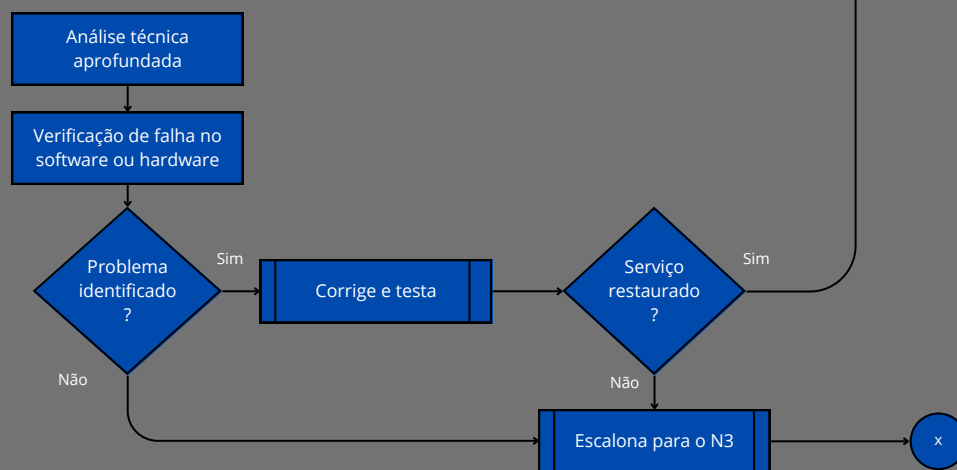 Análise técnica
aprofundada
Verificação de falha no
software ou hardware
Problema
identificado
?
Sim
Corrige e testa
Serviço
restaurado
?
Sim
Não
Não
Escalona para o N3
x